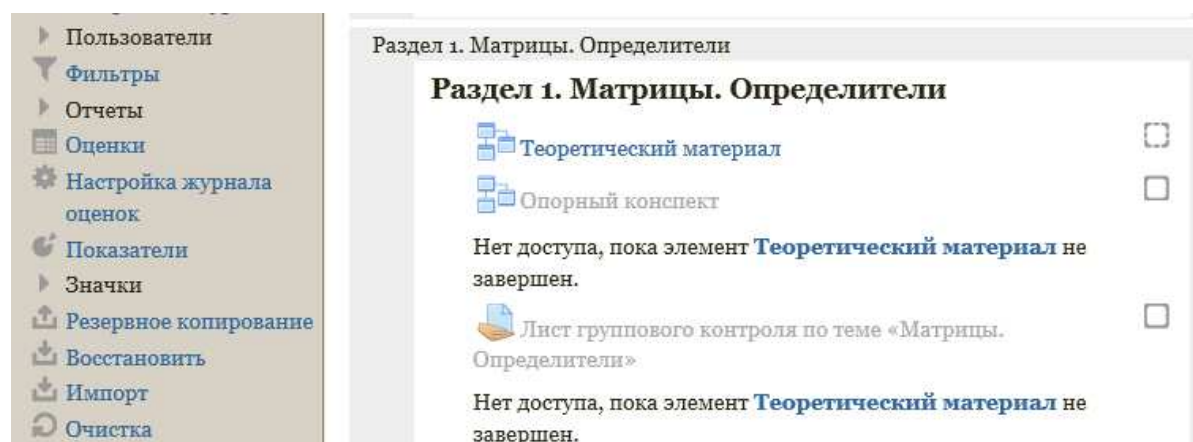 Пользователи
Фильтры
Отчеты
Оценки
Настройка журнала
оценок
Показатели
Значки
Резервное копирование
Восстановить
Импорт
Очистка
Раздел 1. Матрицы. Определители
Раздел 1. Матрицы. Определители
Теоретический материал
Опорный конспект
Нет доступа, пока элемент Теоретический материал не
завершен.
Лист группового контроля по теме «Матрицы.
Определители»
Нет доступа, пока элемент Теоретический материал не
завершен.